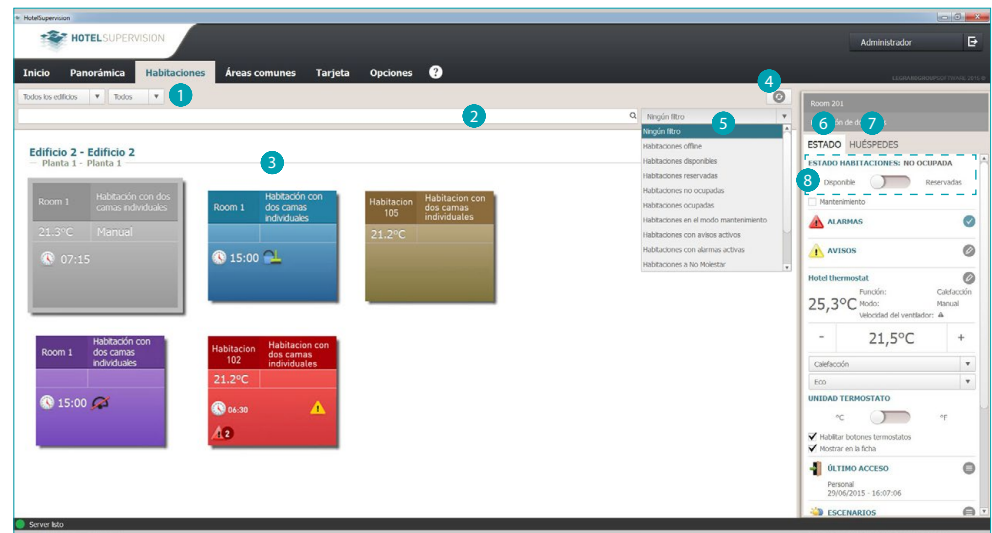 HotelSupervision
HOTELSUPERVISION
Administrador
Inicio Panorámica Habitaciones Áreas comunes Tarjeta Opciones ?
Todos los edificios Todos
1
4
2
Ningún filtro
5
Ningún filtro
Habitaciones offline
Habitaciones disponibles
Habitaciones reservadas
Habitaciones no ocupadas
Habitaciones ocupadas
Habitaciones en el modo mantenimiento
Habitaciones con avisos activos
Habitaciones con alarmas activas
Habitaciones a No Molestar
Edificio 2 - Edificio 2
Planta 1 - Planta 1
3
Room 1 Habitación con dos camas individuales
21.3ºC Manual
07:15
Room 1 Habitación con dos camas individuales
15:00
Habitacion 105 Habitacion con dos camas individuales
21.2ºC
Room 1 Habitación con dos camas individuales
15:00
Habitacion 102 Habitacion con dos camas individuales
21.2ºC
06:30
2
Room 201
6 7
ESTADO HUÉSPEDES
ESTADO HABITACIONES: NO OCUPADA
8
Disponible Reservadas
Mantenimiento
ALARMAS
AVISOS
Hotel thermostat
25,3ºC
Función: Calefacción
Modo: Manual
Velocidad del ventilador: A
- 21,5ºC +
Calefacción
Eco
UNIDAD TERMOSTATO
ºC ºF
Habilitar botones termostatos
Mostrar en la ficha
ÚLTIMO ACCESO
Personal
29/06/2015 - 16:07:06
ESCENARIOS
Server listo